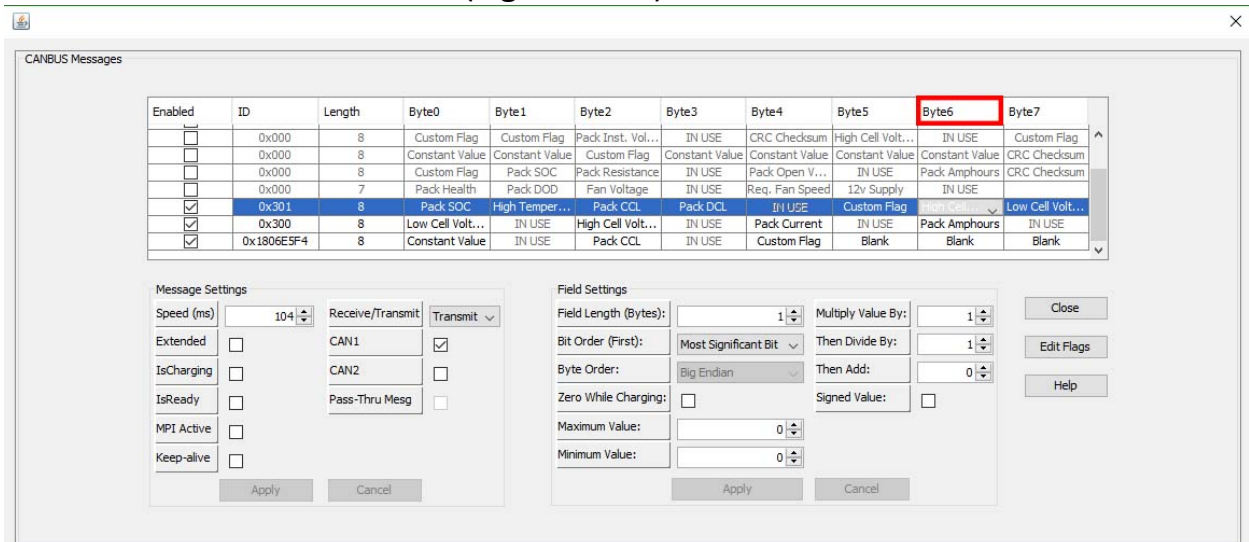 CANBUS Messages
Enabled ID Length Byte0 Byte1 Byte2 Byte3 Byte4 Byte5 Byte6 Byte7
0x000 8 Custom Flag Custom Flag Pack Inst. Vol... IN USE CRC Checksum High Cell Volt... IN USE Custom Flag
0x000 8 Constant Value Constant Value Custom Flag Constant Value Constant Value Constant Value Constant Value CRC Checksum
0x000 8 Custom Flag Pack SOC Pack Resistance IN USE Pack Open V... IN USE Pack Amphours CRC Checksum
0x000 7 Pack Health Pack DOD Fan Voltage IN USE Req. Fan Speed 12v Supply IN USE
0x301 8 Pack SOC High Temper... Pack CCL Pack DCL IN USE Custom Flag High Cell... Low Cell Volt...
0x300 8 Low Cell Volt... IN USE High Cell Volt... IN USE Pack Current IN USE Pack Amphours IN USE
0x1806E5F4 8 Constant Value IN USE Pack CCL IN USE Custom Flag Blank Blank Blank
Message Settings Field Settings
Speed (ms) 104 Receive/Transmit Transmit Field Length (Bytes): 1 Multiply Value By: 1 Close
Extended CAN1 Bit Order (First): Most Significant Bit Then Divide By: 1 Edit Flags
IsCharging CAN2 Byte Order: Big Endian Then Add: 0 Help
IsReady Pass-Thru Mesg Zero While Charging: Signed Value:
MPI Active Maximum Value: 0
Keep-alive Minimum Value: 0
Apply Cancel Apply Cancel